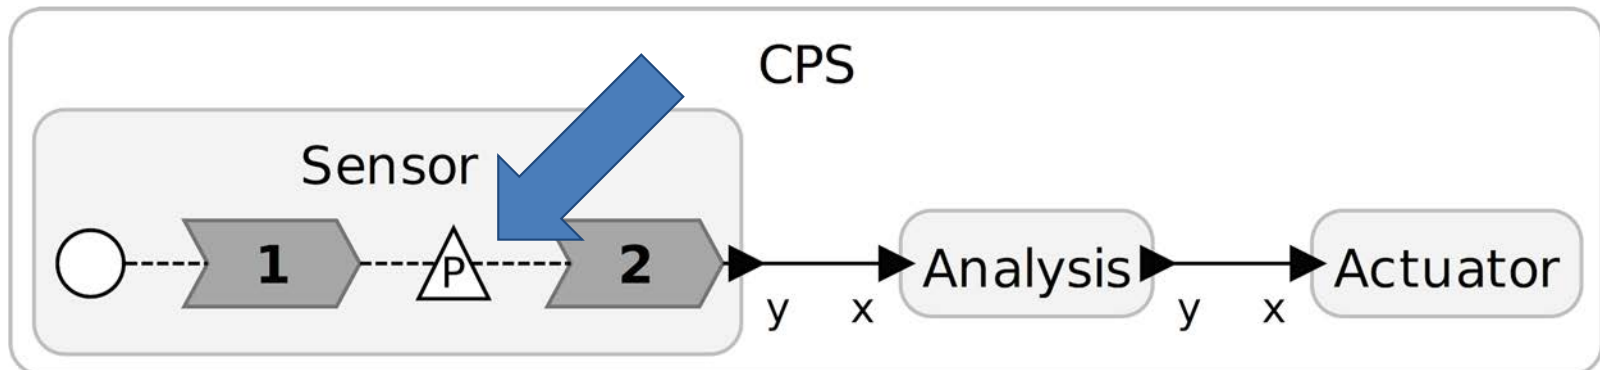 CPS
Sensor
1 P 2 Analysis Actuator
y x y x